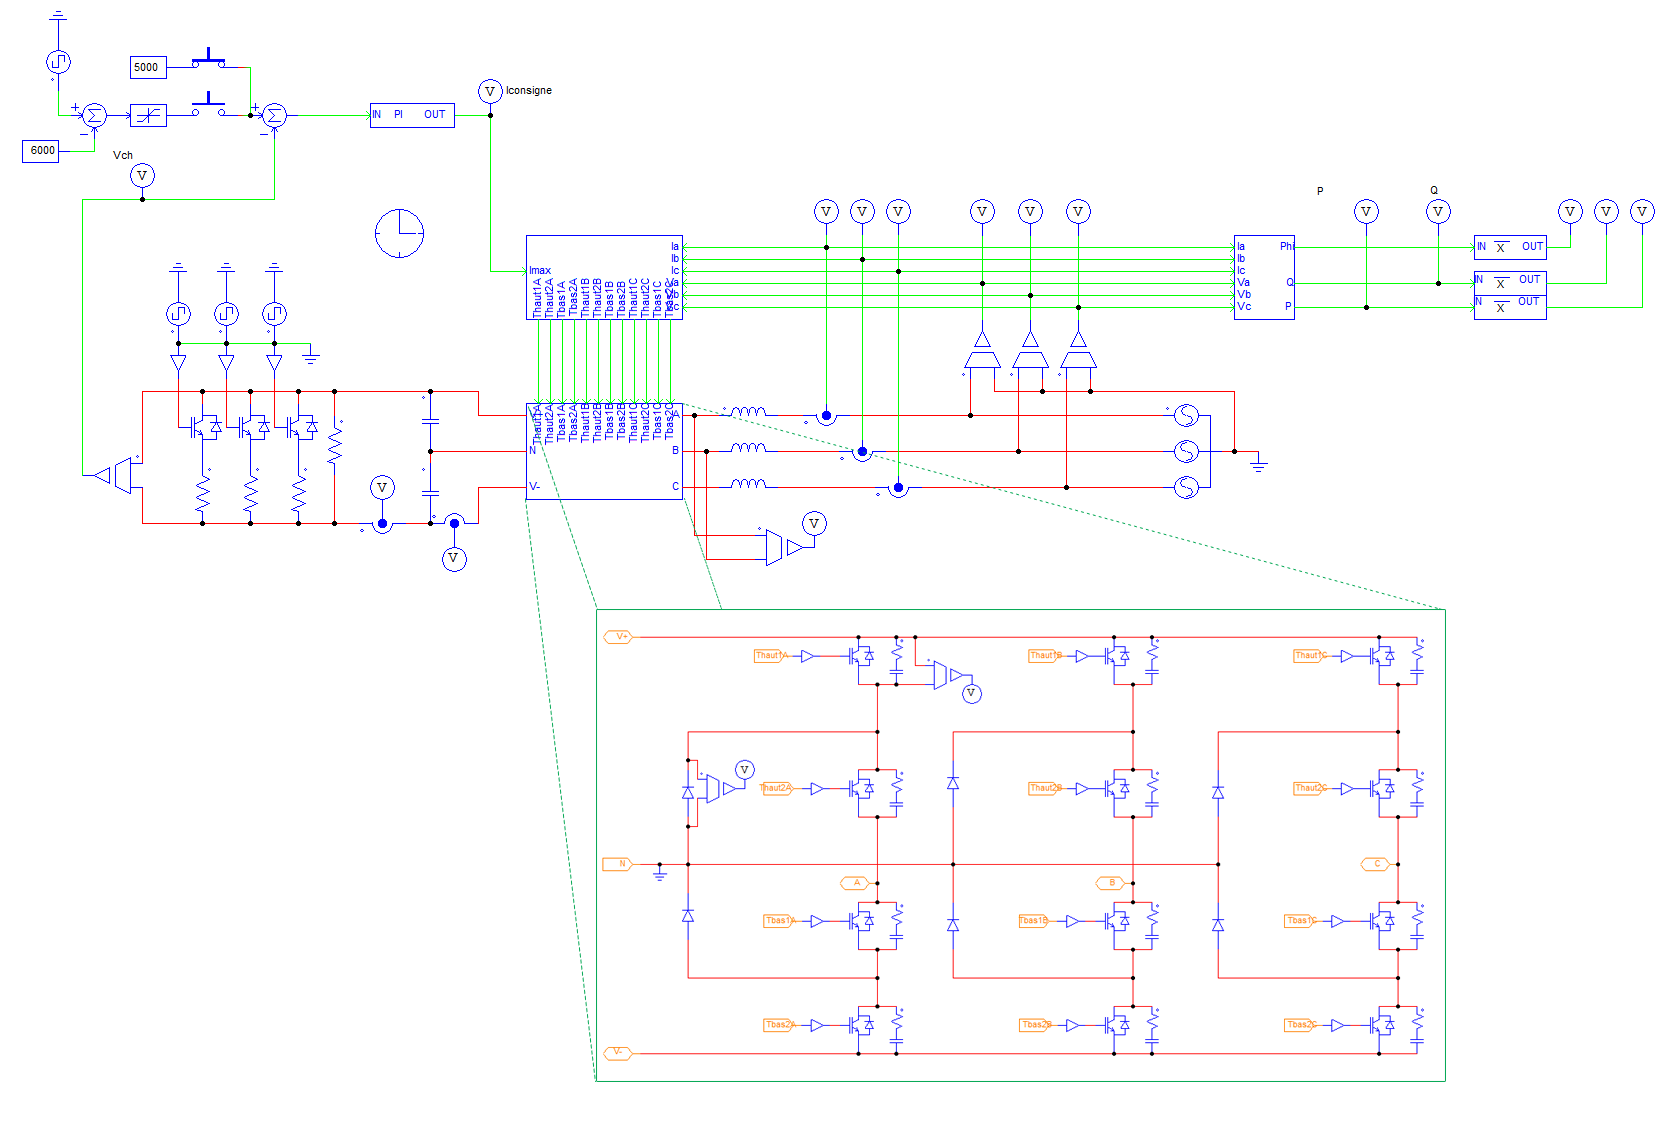 5000
Iconsigne
IN PI OUT
6000
Vch
V
V
P
Q
V V V V V V V V V V V
Ia
Ib
Ic
Va
Vb
Vc
Imax
Thaut1A
Thaut2A
Tbas1A
Tbas2A
Thaut1B
Thaut2B
Tbas1B
Tbas2B
Thaut1C
Thaut2C
Tbas1C
Tbas2C
Ia Phi
Ib
Ic
Va Q
Vb
Vc P
IN X OUT
IN X OUT
N X OUT
V+
N
V-
Thaut1A
Thaut2A
Tbas1A
Tbas2A
Thaut1B
Thaut2B
Tbas1B
Tbas2B
Thaut1C
Thaut2C
Tbas1C
Tbas2C
A
B
C
V
V
V
V+
Thaut1A Thaut1B Thaut1C
V
V
Thaut2A Thaut2B Thaut2C
N
A B C
Tbas1A Tbas1B Tbas1C
Tbas2A Tbas2B Tbas2C
V-